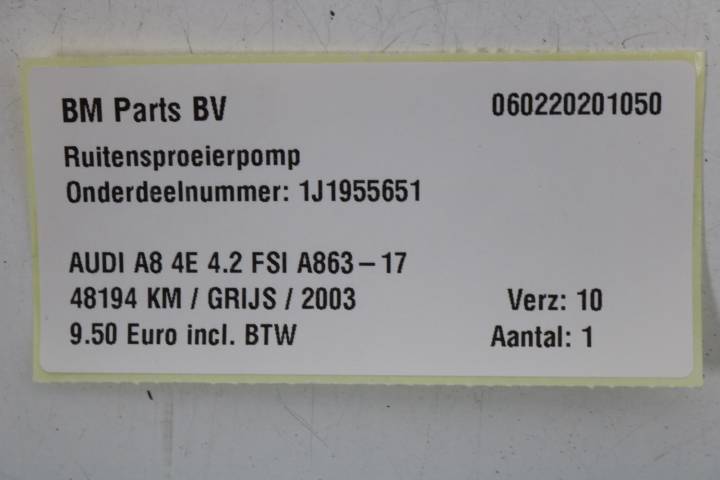 BM Parts BV 060220201050
Ruitensproeierpomp
Onderdeelnummer: 1J1955651
AUDI A8 4E 4.2 FSI A863-17
48194 KM / GRIJS / 2003 Verz: 10
9.50 Euro incl. BTW Aantal: 1